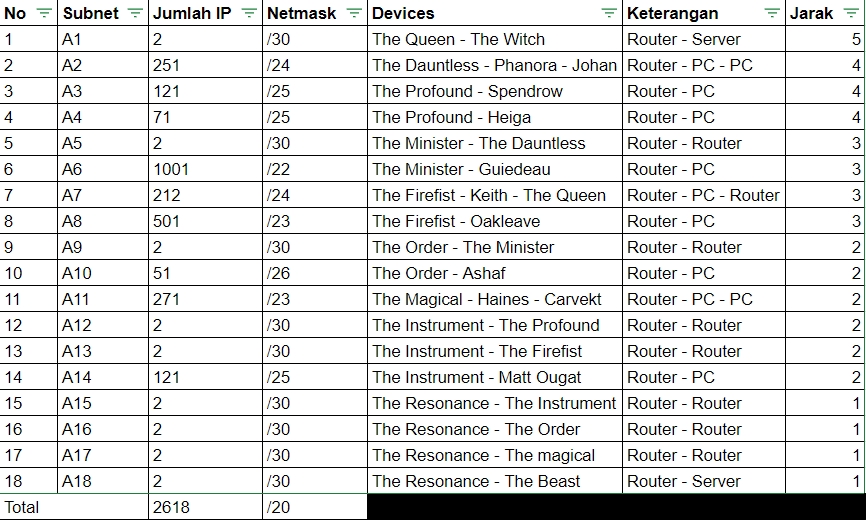 No Subnet Jumlah IP Netmask Devices Keterangan Jarak
1 A1 2 /30 The Queen - The Witch Router - Server 5
2 A2 251 /24 The Dauntless - Phanora - Johan Router - PC - PC 4
3 A3 121 /25 The Profound - Spendrow Router - PC 4
4 A4 71 /25 The Profound - Heiga Router - PC 4
5 A5 2 /30 The Minister - The Dauntless Router - Router 3
6 A6 1001 /22 The Minister - Guiedeau Router - PC 3
7 A7 212 /24 The Firefist - Keith - The Queen Router - PC - Router 3
8 A8 501 /23 The Firefist - Oakleave Router - PC 3
9 A9 2 /30 The Order - The Minister Router - Router 2
10 A10 51 /26 The Order - Ashaf Router - PC 2
11 A11 271 /23 The Magical - Haines - Carvekt Router - PC - PC 2
12 A12 2 /30 The Instrument - The Profound Router - Router 2
13 A13 2 /30 The Instrument - The Firefist Router - Router 2
14 A14 121 /25 The Instrument - Matt Ougat Router - PC 2
15 A15 2 /30 The Resonance - The Instrument Router - Router 1
16 A16 2 /30 The Resonance - The Order Router - Router 1
17 A17 2 /30 The Resonance - The magical Router - Router 1
18 A18 2 /30 The Resonance - The Beast Router - Server 1
Total 2618 /20